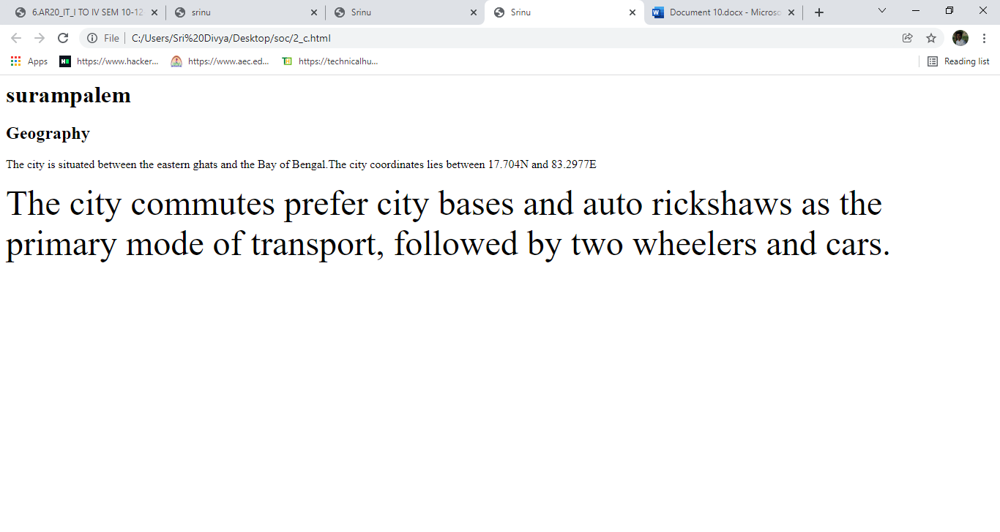 6.AR20_IT_I TO IV SEM 10-12
srinu
Srinu
Srinu
Document 10.docx - Microso
File
C:/Users/Sri%20Divya/Desktop/soc/2_c.html
Apps
https://www.hacker...
https://www.aec.ed...
https://technicalhu...
Reading list
surampalem
Geography
The city is situated between the eastern ghats and the Bay of Bengal.The city coordinates lies between 17.704N and 83.2977E
The city commutes prefer city bases and auto rickshaws as the
primary mode of transport, followed by two wheelers and cars.